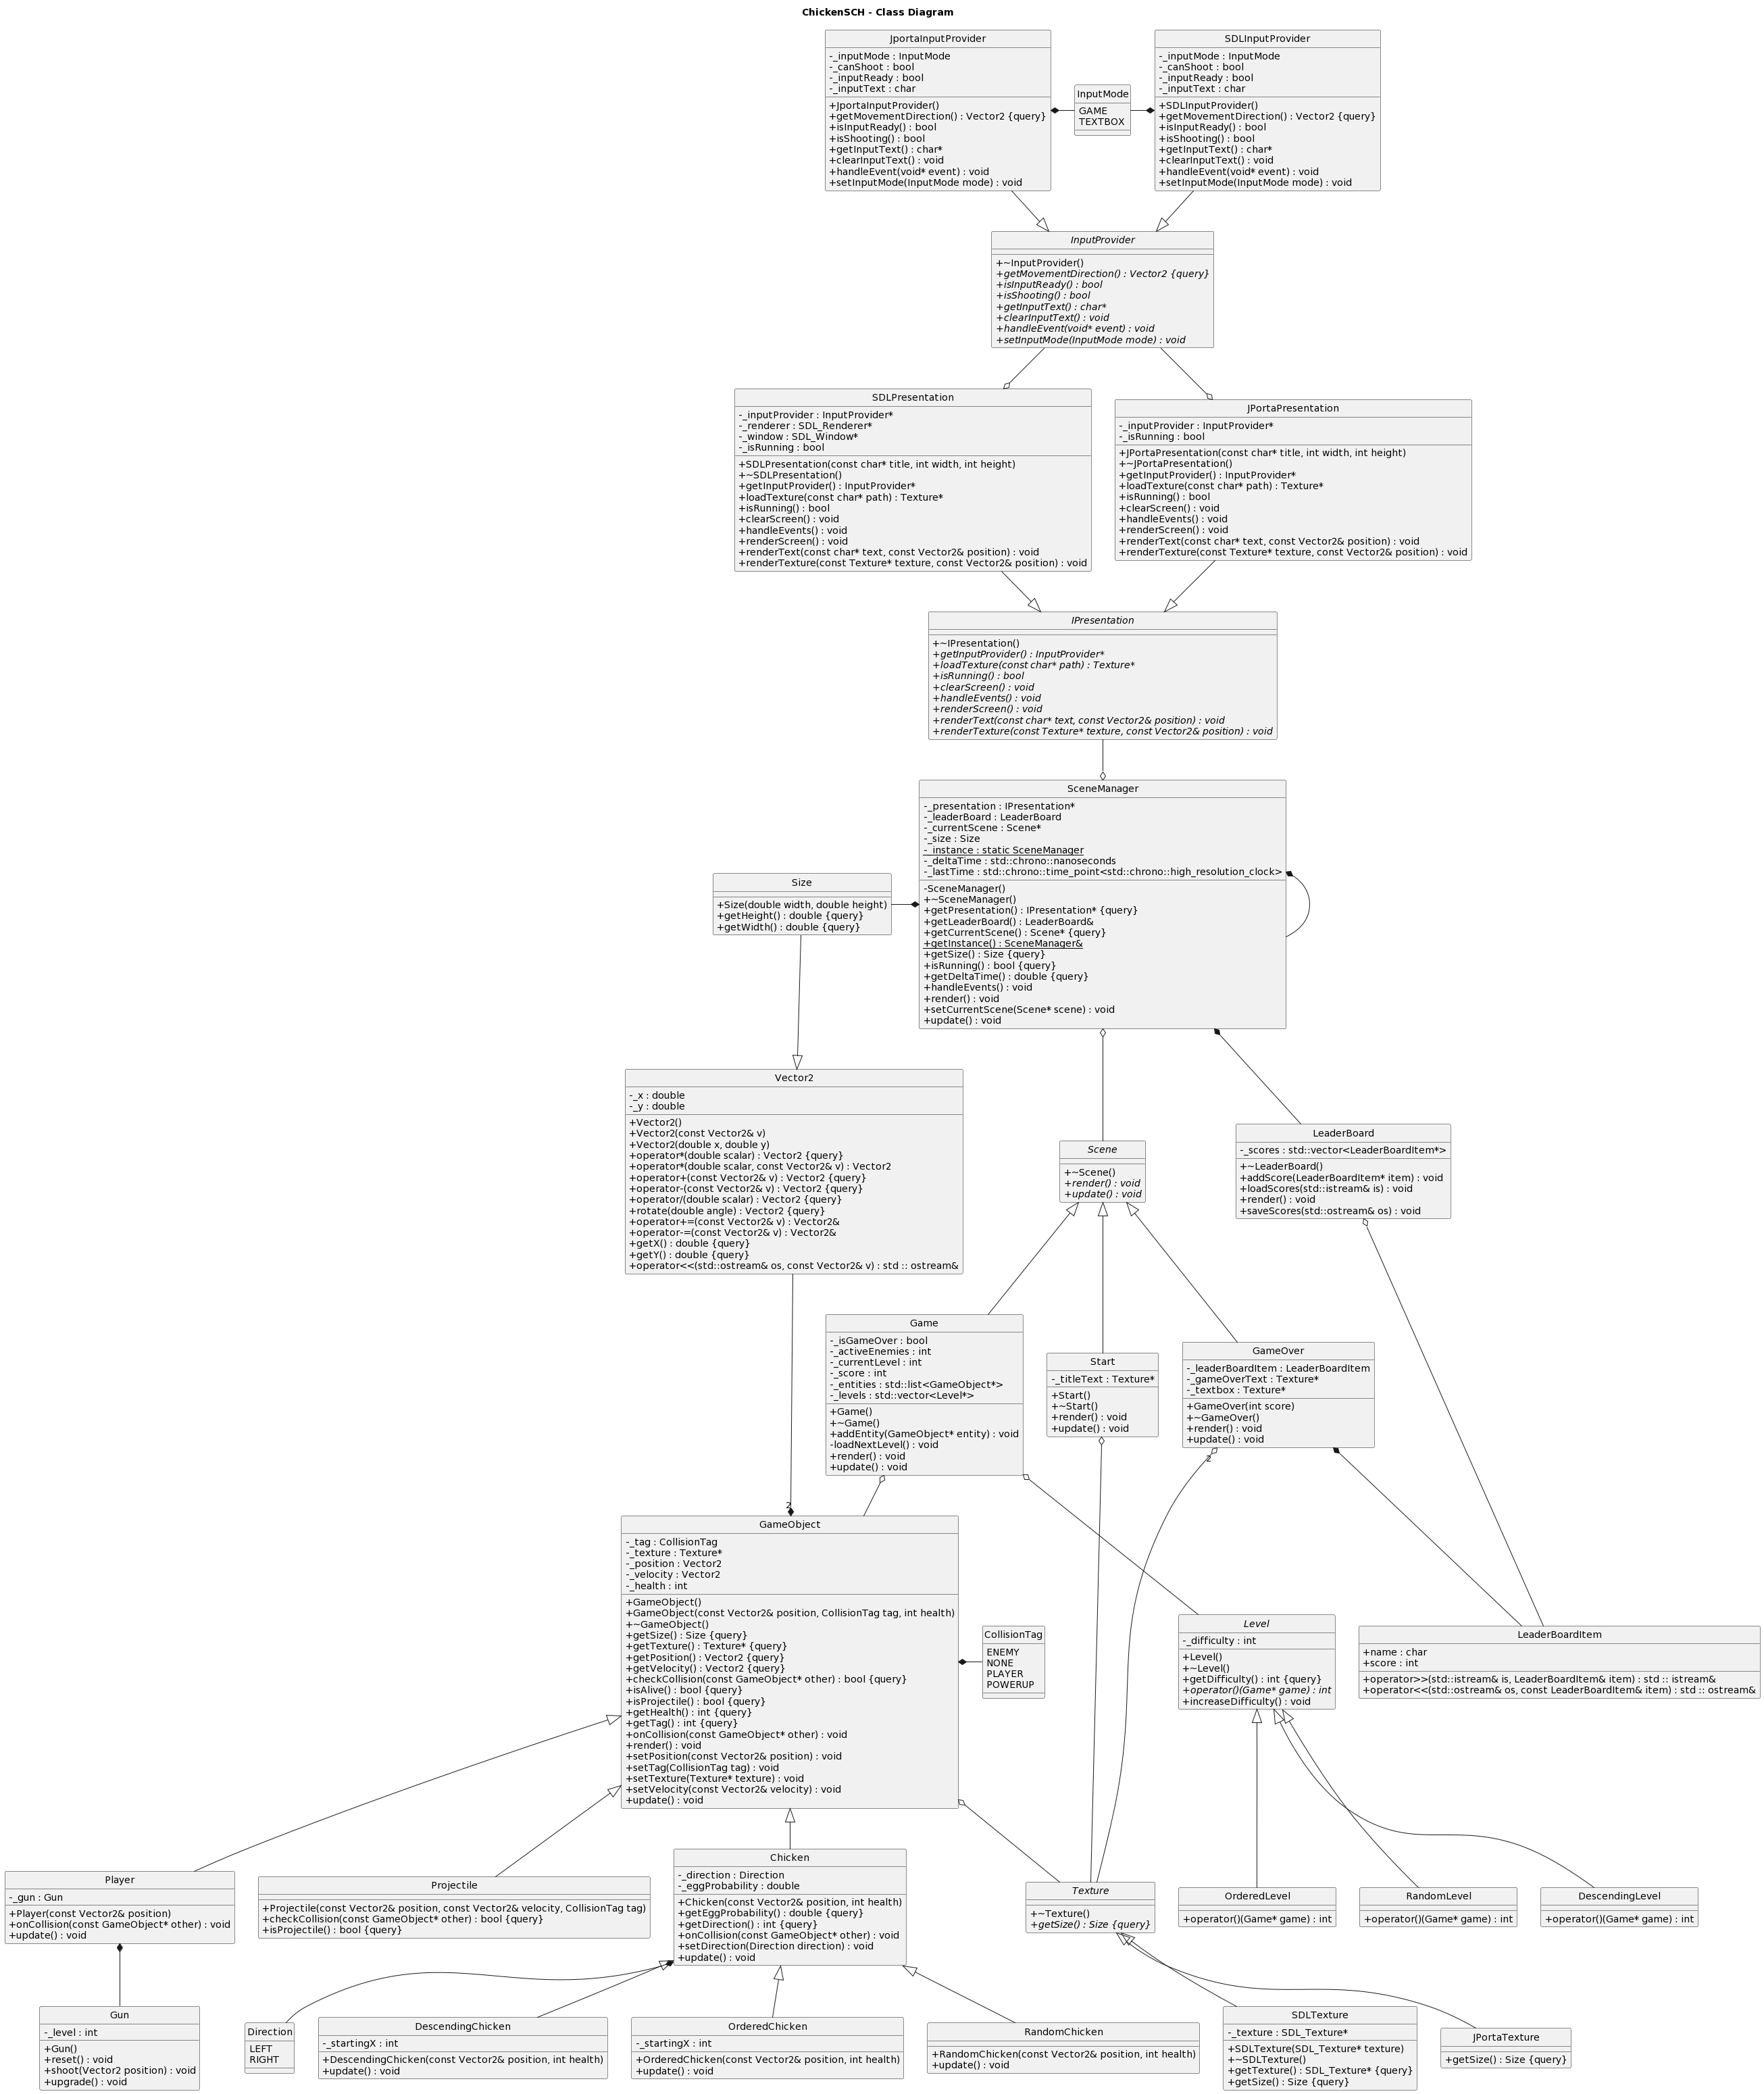 ChickenSCH - Class Diagram
JportaInputProvider
-_inputMode : InputMode
-_canShoot : bool
-_inputReady : bool
-_inputText : char
+JportaInputProvider()
+getMovementDirection() : Vector2 {query}
+isInputReady() : bool
+isShooting() : bool
+getInputText() : char*
+clearInputText() : void
+handleEvent(void* event) : void
+setInputMode(InputMode mode) : void
InputMode
GAME
TEXTBOX
SDLInputProvider
-_inputMode : InputMode
-_canShoot : bool
-_inputReady : bool
-_inputText : char
+SDLInputProvider()
+getMovementDirection() : Vector2 {query}
+isInputReady() : bool
+isShooting() : bool
+getInputText() : char*
+clearInputText() : void
+handleEvent(void* event) : void
+setInputMode(InputMode mode) : void
InputProvider
+~InputProvider()
+getMovementDirection() : Vector2 {query}
+isInputReady() : bool
+isShooting() : bool
+getInputText() : char*
+clearInputText() : void
+handleEvent(void* event) : void
+setInputMode(InputMode mode) : void
SDLPresentation
-_inputProvider : InputProvider*
-_renderer : SDL_Renderer*
-_window : SDL_Window*
-_isRunning : bool
+SDLPresentation(const char* title, int width, int height)
+~SDLPresentation()
+getInputProvider() : InputProvider*
+loadTexture(const char* path) : Texture*
+isRunning() : bool
+clearScreen() : void
+handleEvents() : void
+renderScreen() : void
+renderText(const char* text, const Vector2& position) : void
+renderTexture(const Texture* texture, const Vector2& position) : void
JPortaPresentation
-_inputProvider : InputProvider*
-_isRunning : bool
+JPortaPresentation(const char* title, int width, int height)
+~JPortaPresentation()
+getInputProvider() : InputProvider*
+loadTexture(const char* path) : Texture*
+isRunning() : bool
+clearScreen() : void
+handleEvents() : void
+renderScreen() : void
+renderText(const char* text, const Vector2& position) : void
+renderTexture(const Texture* texture, const Vector2& position) : void
IPresentation
+~IPresentation()
+getInputProvider() : InputProvider*
+loadTexture(const char* path) : Texture*
+isRunning() : bool
+clearScreen() : void
+handleEvents() : void
+renderScreen() : void
+renderText(const char* text, const Vector2& position) : void
+renderTexture(const Texture* texture, const Vector2& position) : void
SceneManager
-_presentation : IPresentation*
-_leaderBoard : LeaderBoard
-_currentScene : Scene*
-_size : Size
-_instance : static SceneManager
-_deltaTime : std::chrono::nanoseconds
-_lastTime : std::chrono::time_point<std::chrono::high_resolution_clock>
-SceneManager()
+~SceneManager()
+getPresentation() : IPresentation* {query}
+getLeaderBoard() : LeaderBoard&
+getCurrentScene() : Scene* {query}
+getInstance() : SceneManager&
+getSize() : Size {query}
+isRunning() : bool {query}
+getDeltaTime() : double {query}
+handleEvents() : void
+render() : void
+setCurrentScene(Scene* scene) : void
+update() : void
Size
+Size(double width, double height)
+getHeight() : double {query}
+getWidth() : double {query}
Vector2
-_x : double
-_y : double
+Vector2()
+Vector2(const Vector2& v)
+Vector2(double x, double y)
+operator*(double scalar) : Vector2 {query}
+operator*(double scalar, const Vector2& v) : Vector2
+operator+(const Vector2& v) : Vector2 {query}
+operator-(const Vector2& v) : Vector2 {query}
+operator/(double scalar) : Vector2 {query}
+rotate(double angle) : Vector2 {query}
+operator+=(const Vector2& v) : Vector2&
+operator-=(const Vector2& v) : Vector2&
+getX() : double {query}
+getY() : double {query}
+operator<<(std::ostream& os, const Vector2& v) : std :: ostream&
Scene
+~Scene()
+render() : void
+update() : void
LeaderBoard
-_scores : std::vector<LeaderBoardItem*>
+~LeaderBoard()
+addScore(LeaderBoardItem* item) : void
+loadScores(std::istream& is) : void
+render() : void
+saveScores(std::ostream& os) : void
Game
-_isGameOver : bool
-_activeEnemies : int
-_currentLevel : int
-_score : int
-_entities : std::list<GameObject*>
-_levels : std::vector<Level*>
+Game()
+~Game()
+addEntity(GameObject* entity) : void
-loadNextLevel() : void
+render() : void
+update() : void
Start
-_titleText : Texture*
+Start()
+~Start()
+render() : void
+update() : void
GameOver
-_leaderBoardItem : LeaderBoardItem
-_gameOverText : Texture*
-_textbox : Texture*
+GameOver(int score)
+~GameOver()
+render() : void
+update() : void
2
2
GameObject
-_tag : CollisionTag
-_texture : Texture*
-_position : Vector2
-_velocity : Vector2
-_health : int
+GameObject()
+GameObject(const Vector2& position, CollisionTag tag, int health)
+~GameObject()
+getSize() : Size {query}
+getTexture() : Texture* {query}
+getPosition() : Vector2 {query}
+getVelocity() : Vector2 {query}
+checkCollision(const GameObject* other) : bool {query}
+isAlive() : bool {query}
+isProjectile() : bool {query}
+getHealth() : int {query}
+getTag() : int {query}
+onCollision(const GameObject* other) : void
+render() : void
+setPosition(const Vector2& position) : void
+setTag(CollisionTag tag) : void
+setTexture(Texture* texture) : void
+setVelocity(const Vector2& velocity) : void
+update() : void
CollisionTag
ENEMY
NONE
PLAYER
POWERUP
Level
-_difficulty : int
+Level()
+~Level()
+getDifficulty() : int {query}
+operator()(Game* game) : int
+increaseDifficulty() : void
LeaderBoardItem
+name : char
+score : int
+operator>>(std::istream& is, LeaderBoardItem& item) : std :: istream&
+operator<<(std::ostream& os, const LeaderBoardItem& item) : std :: ostream&
Player
-_gun : Gun
+Player(const Vector2& position)
+onCollision(const GameObject* other) : void
+update() : void
Projectile
+Projectile(const Vector2& position, const Vector2& velocity, CollisionTag tag)
+checkCollision(const GameObject* other) : bool {query}
+isProjectile() : bool {query}
Chicken
-_direction : Direction
-_eggProbability : double
+Chicken(const Vector2& position, int health)
+getEggProbability() : double {query}
+getDirection() : int {query}
+onCollision(const GameObject* other) : void
+setDirection(Direction direction) : void
+update() : void
Texture
+~Texture()
+getSize() : Size {query}
OrderedLevel
+operator()(Game* game) : int
RandomLevel
+operator()(Game* game) : int
DescendingLevel
+operator()(Game* game) : int
Gun
-_level : int
+Gun()
+reset() : void
+shoot(Vector2 position) : void
+upgrade() : void
Direction
LEFT
RIGHT
DescendingChicken
-_startingX : int
+DescendingChicken(const Vector2& position, int health)
+update() : void
OrderedChicken
-_startingX : int
+OrderedChicken(const Vector2& position, int health)
+update() : void
RandomChicken
+RandomChicken(const Vector2& position, int health)
+update() : void
SDLTexture
-_texture : SDL_Texture*
+SDLTexture(SDL_Texture* texture)
+~SDLTexture()
+getTexture() : SDL_Texture* {query}
+getSize() : Size {query}
JPortaTexture
+getSize() : Size {query}